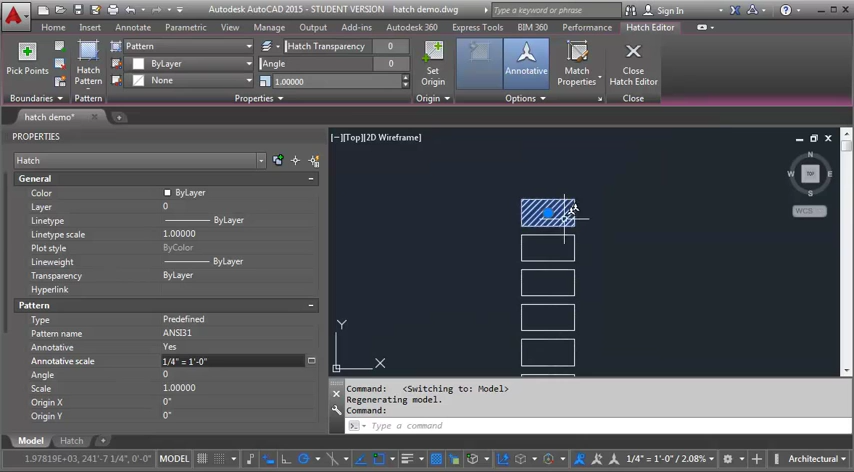 Autodesk AutoCAD 2015 - STUDENT VERSION hatch demo.dwg
Type a keyword or phrase
Sign In
Home Insert Annotate Parametric View Manage Output Add-ins Autodesk 360 Express Tools BIM 360 Performance Hatch Editor
Pick Points
Boundaries
Hatch
Pattern
Pattern
Pattern
ByLayer
None
Hatch Transparency 0
Angle 0
1.00000
Properties
Set
Origin
Origin
Annotative
Match
Properties
Options
Close
Hatch Editor
Close
hatch demo*
PROPERTIES
Hatch
General
Color ByLayer
Layer 0
Linetype ByLayer
Linetype scale 1.00000
Plot style ByColor
Lineweight ByLayer
Transparency ByLayer
Hyperlink
Pattern
Type Predefined
Pattern name ANSI31
Annotative Yes
Annotative scale 1/4" = 1'-0"
Angle 0
Scale 1.00000
Origin X 0"
Origin Y 0"
[−][Top][2D Wireframe]
N
W TOP E
S
WCS
Y
X
Command: <Switching to: Model>
Regenerating model.
Command:
Type a command
Model Hatch +
1.97819E+03, 241'-7 1/4", 0'-0" MODEL 1/4" = 1'-0" / 2.08% Architectural